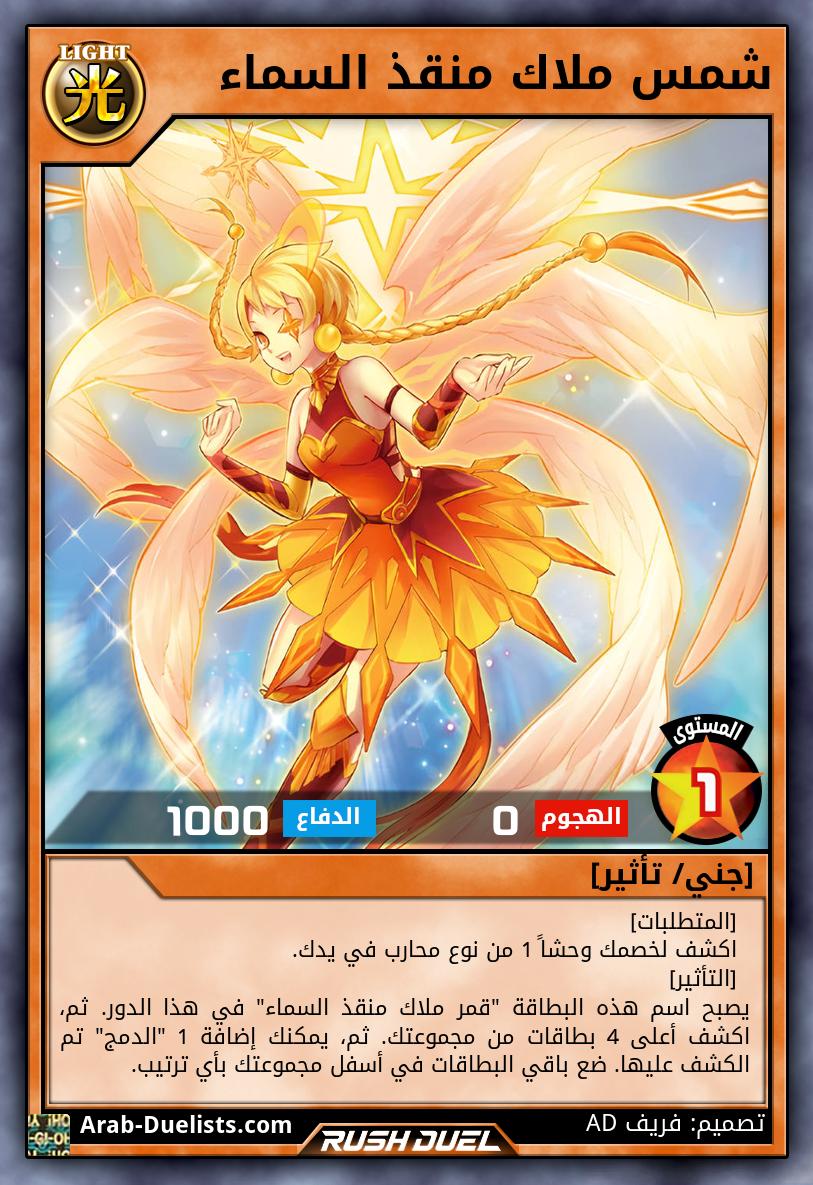 LIGHT
光
شمس ملاك منقذ السماء
المستوى
1
الهجوم 0 الدفاع 1000
[جني/ تأثير]
[المتطلبات]
اكشف لخصمك وحشاً 1 من نوع محارب في يدك.
[التأثير]
يصبح اسم هذه البطاقة "قمر ملاك منقذ السماء" في هذا الدور. ثم،
اكشف أعلى 4 بطاقات من مجموعتك. ثم، يمكنك إضافة 1 "الدمج" تم
الكشف عليها. ضع باقي البطاقات في أسفل مجموعتك بأي ترتيب.
تصميم: فريف AD
RUSH DUEL
Arab-Duelists.com